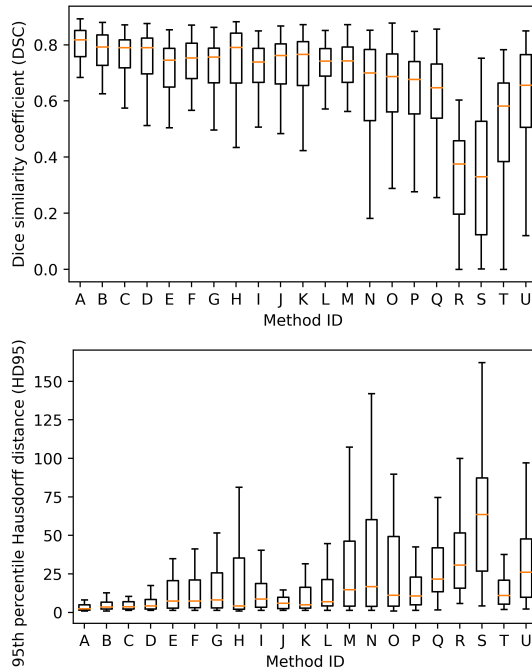 Dice similarity coefficient (DSC)
0.8
0.6
0.4
0.2
0.0
A B C D E F G H I J K L M N O P Q R S T U
Method ID
95th percentile Hausdorff distance (HD95)
150
125
100
75
50
25
0
A B C D E F G H I J K L M N O P Q R S T U
Method ID